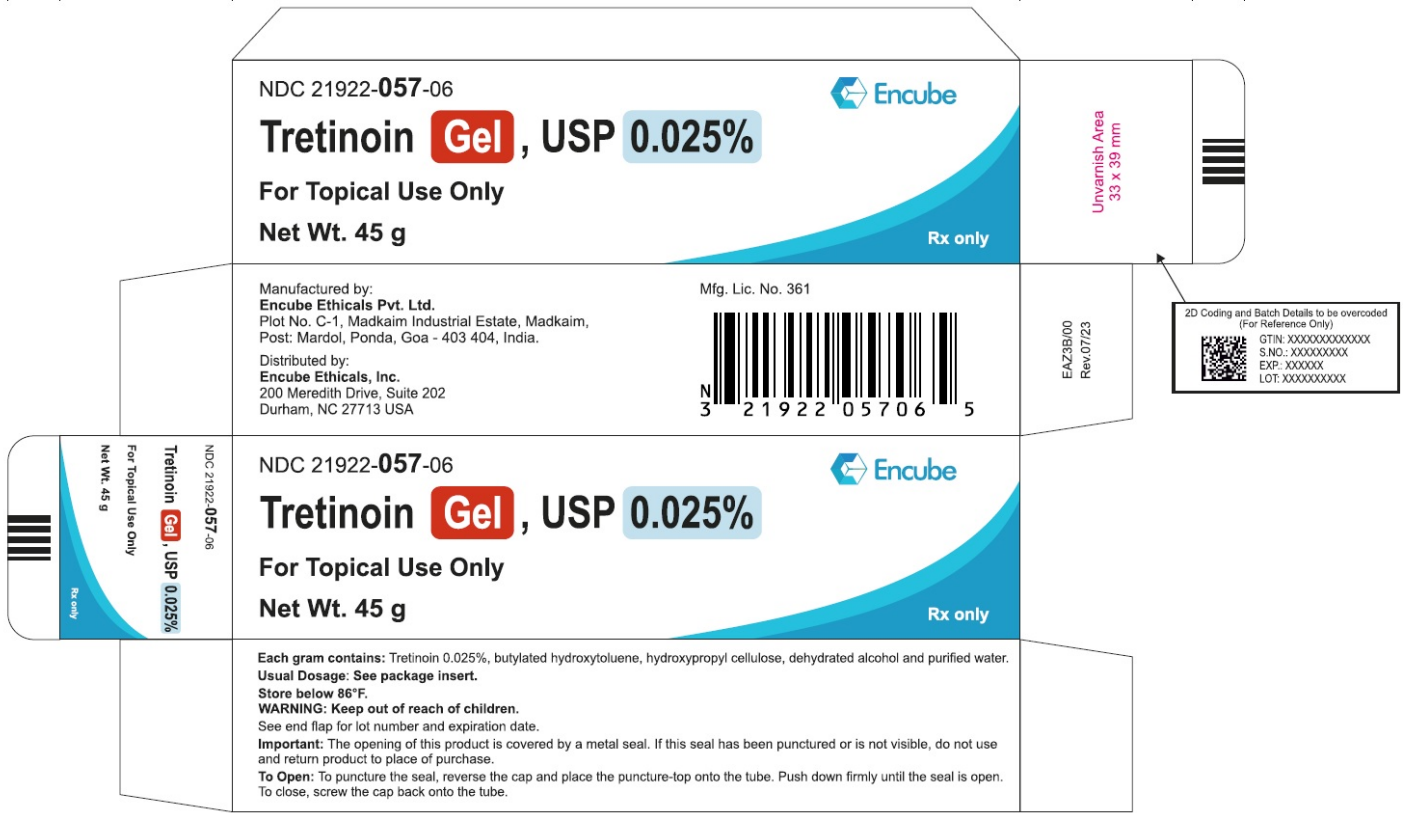 NDC 21922-057-06
Encube
Tretinoin Gel , USP 0.025%
For Topical Use Only
Net Wt. 45 g
Rx only
Unvarnish Area
33 x 39 mm
Manufactured by:
Encube Ethicals Pvt. Ltd.
Plot No. C-1, Madkaim Industrial Estate, Madkaim,
Post: Mardol, Ponda, Goa - 403 404, India.
Distributed by:
Encube Ethicals, Inc.
200 Meredith Drive, Suite 202
Durham, NC 27713 USA
Mfg. Lic. No. 361
N
3 21922 05706 5
EAZ3B/00
Rev.07/23
2D Coding and Batch Details to be overcoded
(For Reference Only)
GTIN: XXXXXXXXXXXXX
S.NO.: XXXXXXXXX
EXP.: XXXXXX
LOT: XXXXXXXXXX
NDC 21922-057-06
Tretinoin Gel , USP 0.025%
For Topical Use Only
Net Wt. 45 g
Rx only
NDC 21922-057-06
Encube
Tretinoin Gel , USP 0.025%
For Topical Use Only
Net Wt. 45 g
Rx only
Each gram contains: Tretinoin 0.025%, butylated hydroxytoluene, hydroxypropyl cellulose, dehydrated alcohol and purified water.
Usual Dosage: See package insert.
Store below 86°F.
WARNING: Keep out of reach of children.
See end flap for lot number and expiration date.
Important: The opening of this product is covered by a metal seal. If this seal has been punctured or is not visible, do not use
and return product to place of purchase.
To Open: To puncture the seal, reverse the cap and place the puncture-top onto the tube. Push down firmly until the seal is open.
To close, screw the cap back onto the tube.